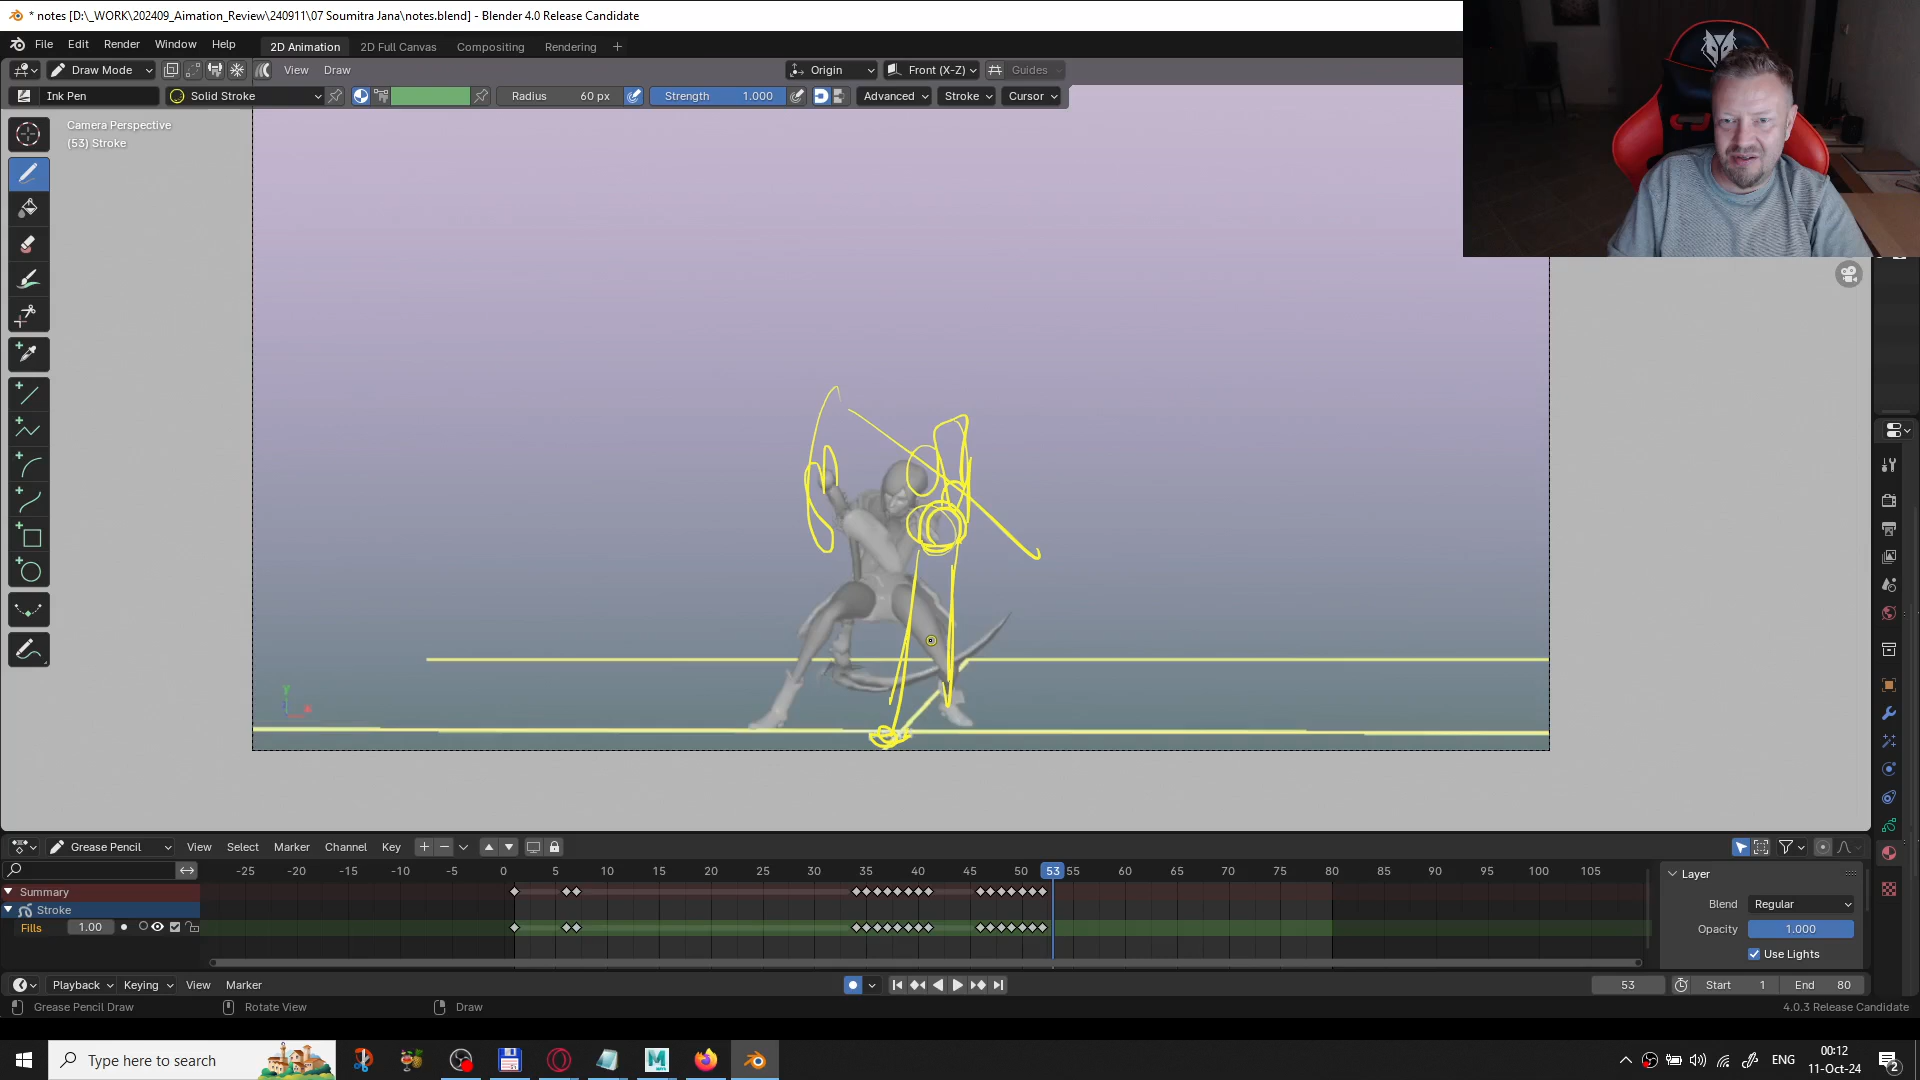 * notes [D:\_WORK\202409_Aimation_Review\240911\07 Soumitra Jana\notes.blend] - Blender 4.0 Release Candidate
File Edit Render Window Help 2D Animation 2D Full Canvas Compositing Rendering +
Draw Mode View Draw Origin Front (X-Z) Guides
Ink Pen Solid Stroke Radius 60 px Strength 1.000 Advanced Stroke Cursor
Camera Perspective
(53) Stroke
Grease Pencil View Select Marker Channel Key
-25 -20 -15 -10 -5 0 5 10 15 20 25 30 35 40 45 50 53 55 60 65 70 75 80 85 90 95 100 105
Layer
Summary
Blend Regular
Stroke
Fills 1.00
Opacity 1.000
Use Lights
Playback Keying View Marker 53 Start 1 End 80
Grease Pencil Draw Rotate View Draw 4.0.3 Release Candidate
Type here to search ENG 00:12
11-Oct-24 2